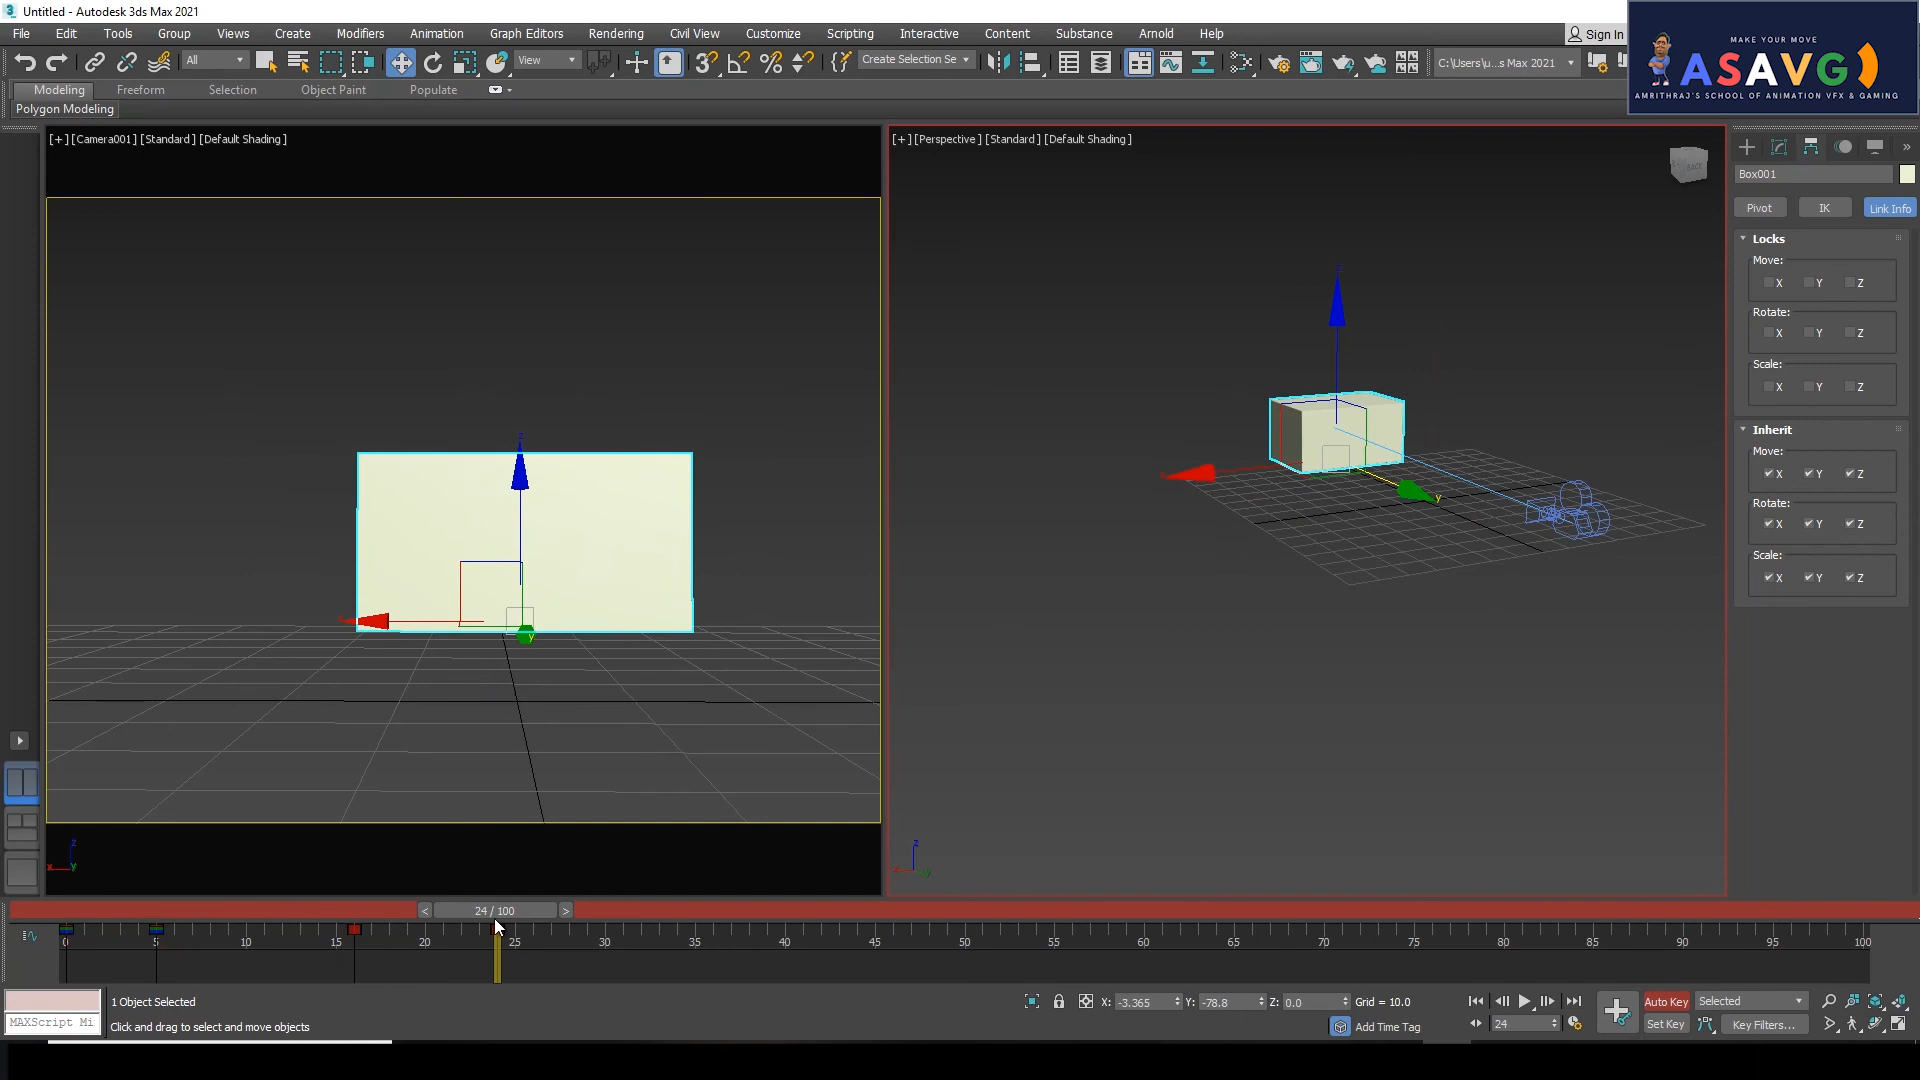 Untitled - Autodesk 3ds Max 2021
File Edit Tools Group Views Create Modifiers Animation Graph Editors Rendering Civil View Customize Scripting Interactive Content Substance Arnold Help Sign In
All View Create Selection Se C:\Users\u...s Max 2021
MAKE YOUR MOVE
ASAVG
AMRITHRAJ'S SCHOOL OF ANIMATION VFX & GAMING
Modeling Freeform Selection Object Paint Populate
Polygon Modeling
[+] [Camera001] [Standard] [Default Shading]
[+] [Perspective] [Standard] [Default Shading]
BACK
Box001
Pivot IK Link Info
Locks
Move:
X Y Z
Rotate:
X Y Z
Scale:
X Y Z
Inherit
Move:
X Y Z
Rotate:
X Y Z
Scale:
X Y Z
z
y
z
x
y
z
y
z
y
< 24 / 100 >
0 5 10 15 20 25 30 35 40 45 50 55 60 65 70 75 80 85 90 95 100
1 Object Selected
X: -3.365 Y: -78.8 Z: 0.0 Grid = 10.0
Auto Key Selected
MAXScript Mi
Click and drag to select and move objects
Add Time Tag
24
Set Key Key Filters...